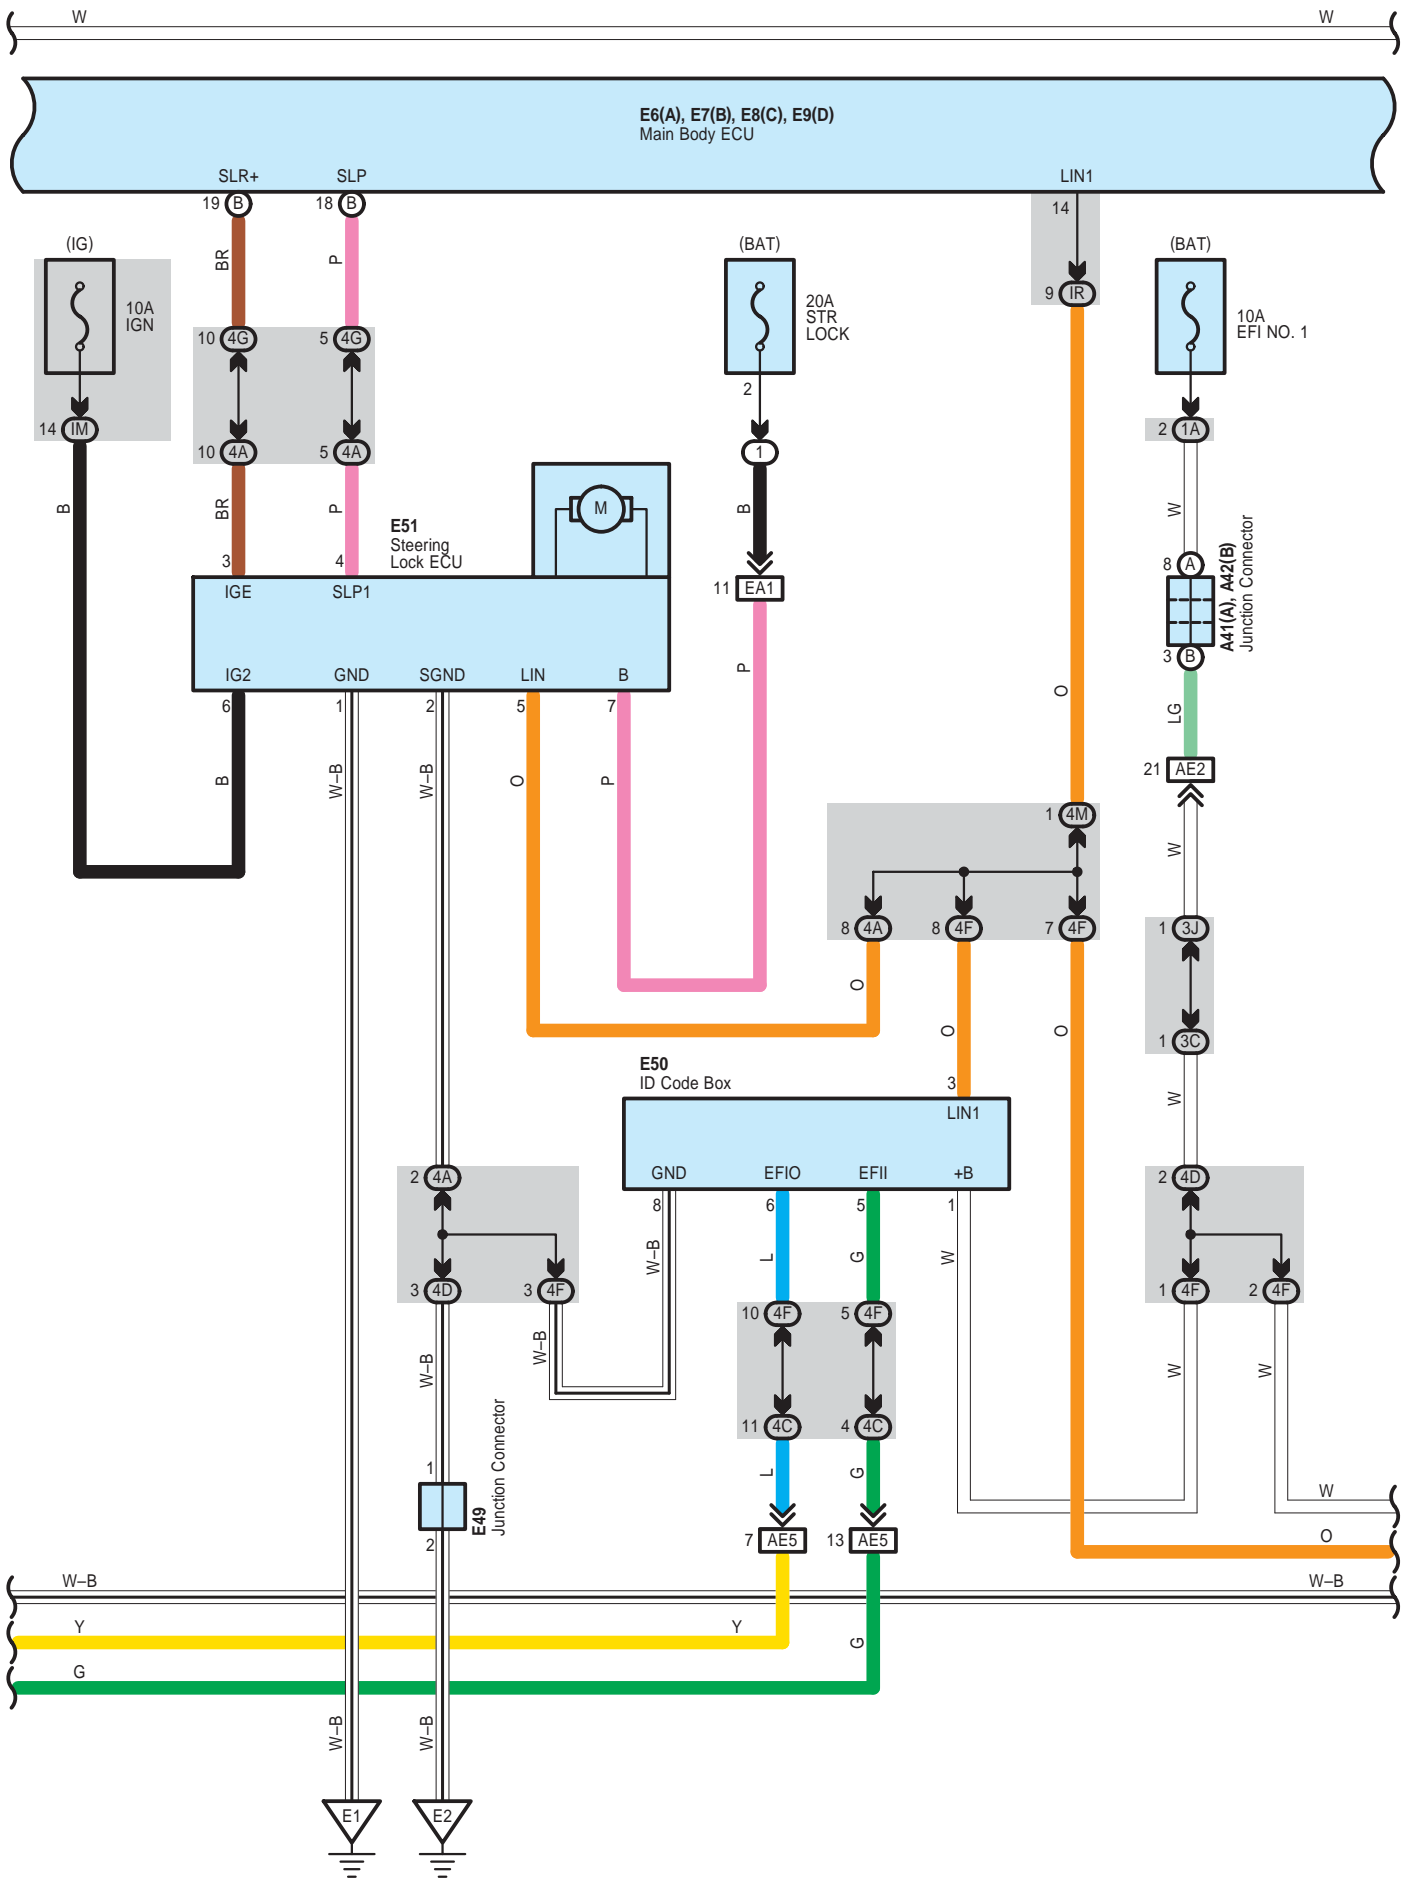 W W
E6(A), E7(B), E8(C), E9(D)
Main Body ECU
SLR+ SLP LIN1
19 B 18 B 14
(IG) (BAT) (BAT)
BR P
9 IR
10A
IGN
20A
STR
LOCK
10A
EFI NO. 1
10 4G 5 4G
2
14 IM 2 1A
10 4A 5 4A 1
B BR P M B W
E51
Steering
Lock ECU
A41(A), A42(B)
Junction Connector
3 4 8 A
11 EA1
IGE SLP1
3 B
IG2 GND SGND LIN B
P
6 1 2 5 7
O LG
21 AE2
B W–B W–B O P
1 4M
W
8 4A 8 4F 7 4F 1 3J
O
O O
1 3C
E50
ID Code Box
3
W
LIN1
GND EFIO EFII +B
2 4A 2 4D
8 6 5 1
W–B L G W
3 4D 3 4F 1 4F 2 4F
10 4F 5 4F
W–B W–B W W
11 4C 4 4C
E49
Junction Connector
1
L G
W
7 AE5 13 AE5
O
2
W–B W–B
Y Y
G
G
W–B W–B
E1 E2